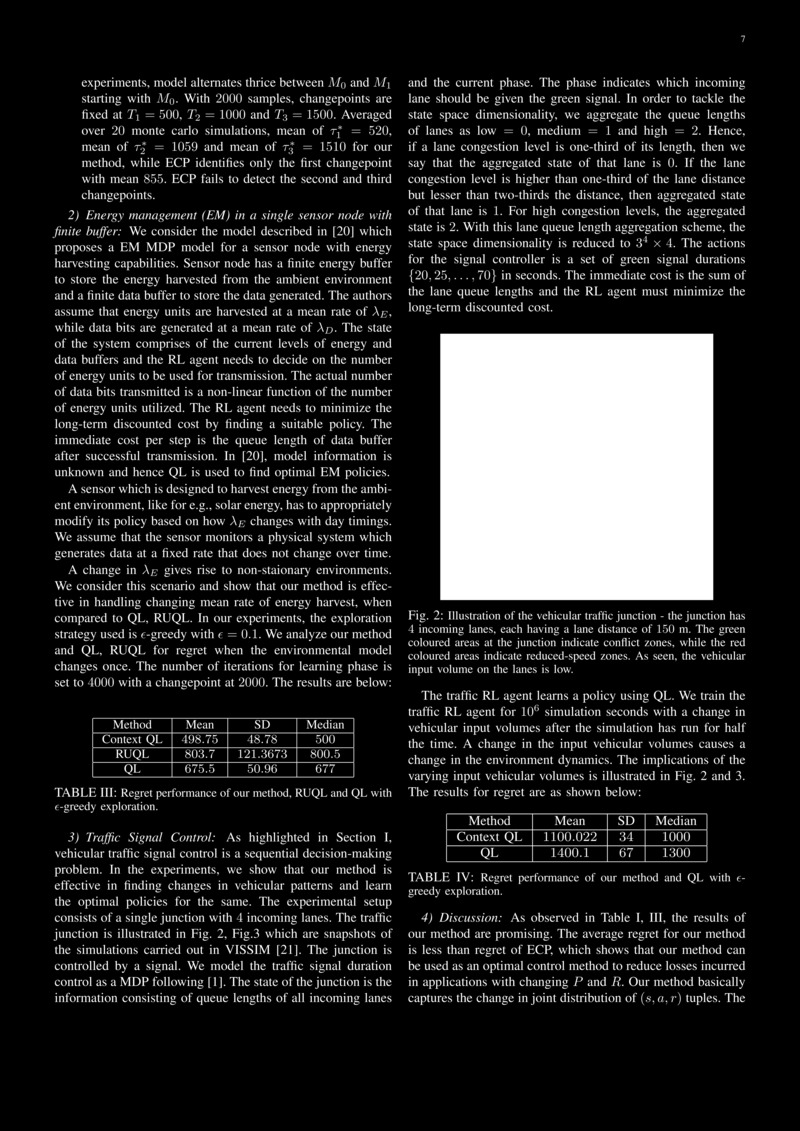 7
experiments, model alternates thrice between M₀ and M₁
starting with M₀. With 2000 samples, changepoints are
fixed at T₁ = 500, T₂ = 1000 and T₃ = 1500. Averaged
over 20 monte carlo simulations, mean of τ₁* = 520,
mean of τ₂* = 1059 and mean of τ₃* = 1510 for our
method, while ECP identifies only the first changepoint
with mean 855. ECP fails to detect the second and third
changepoints.
2) Energy management (EM) in a single sensor node with
finite buffer: We consider the model described in [20] which
proposes a EM MDP model for a sensor node with energy
harvesting capabilities. Sensor node has a finite energy buffer
to store the energy harvested from the ambient environment
and a finite data buffer to store the data generated. The authors
assume that energy units are harvested at a mean rate of λ_E,
while data bits are generated at a mean rate of λ_D. The state
of the system comprises of the current levels of energy and
data buffers and the RL agent needs to decide on the number
of energy units to be used for transmission. The actual number
of data bits transmitted is a non-linear function of the number
of energy units utilized. The RL agent needs to minimize the
long-term discounted cost by finding a suitable policy. The
immediate cost per step is the queue length of data buffer
after successful transmission. In [20], model information is
unknown and hence QL is used to find optimal EM policies.
A sensor which is designed to harvest energy from the ambi-
ent environment, like for e.g., solar energy, has to appropriately
modify its policy based on how λ_E changes with day timings.
We assume that the sensor monitors a physical system which
generates data at a fixed rate that does not change over time.
A change in λ_E gives rise to non-staionary environments.
We consider this scenario and show that our method is effec-
tive in handling changing mean rate of energy harvest, when
compared to QL, RUQL. In our experiments, the exploration
strategy used is ϵ-greedy with ϵ = 0.1. We analyze our method
and QL, RUQL for regret when the environmental model
changes once. The number of iterations for learning phase is
set to 4000 with a changepoint at 2000. The results are below:
Method Mean SD Median
Context QL 498.75 48.78 500
RUQL 803.7 121.3673 800.5
QL 675.5 50.96 677
TABLE III: Regret performance of our method, RUQL and QL with
ϵ-greedy exploration.
3) Traffic Signal Control: As highlighted in Section I,
vehicular traffic signal control is a sequential decision-making
problem. In the experiments, we show that our method is
effective in finding changes in vehicular patterns and learn
the optimal policies for the same. The experimental setup
consists of a single junction with 4 incoming lanes. The traffic
junction is illustrated in Fig. 2, Fig.3 which are snapshots of
the simulations carried out in VISSIM [21]. The junction is
controlled by a signal. We model the traffic signal duration
control as a MDP following [1]. The state of the junction is the
information consisting of queue lengths of all incoming lanes
and the current phase. The phase indicates which incoming
lane should be given the green signal. In order to tackle the
state space dimensionality, we aggregate the queue lengths
of lanes as low = 0, medium = 1 and high = 2. Hence,
if a lane congestion level is one-third of its length, then we
say that the aggregated state of that lane is 0. If the lane
congestion level is higher than one-third of the lane distance
but lesser than two-thirds the distance, then aggregated state
of that lane is 1. For high congestion levels, the aggregated
state is 2. With this lane queue length aggregation scheme, the
state space dimensionality is reduced to 3⁴ × 4. The actions
for the signal controller is a set of green signal durations
{20, 25, . . . , 70} in seconds. The immediate cost is the sum of
the lane queue lengths and the RL agent must minimize the
long-term discounted cost.
Fig. 2: Illustration of the vehicular traffic junction - the junction has
4 incoming lanes, each having a lane distance of 150 m. The green
coloured areas at the junction indicate conflict zones, while the red
coloured areas indicate reduced-speed zones. As seen, the vehicular
input volume on the lanes is low.
The traffic RL agent learns a policy using QL. We train the
traffic RL agent for 10⁶ simulation seconds with a change in
vehicular input volumes after the simulation has run for half
the time. A change in the input vehicular volumes causes a
change in the environment dynamics. The implications of the
varying input vehicular volumes is illustrated in Fig. 2 and 3.
The results for regret are as shown below:
Method Mean SD Median
Context QL 1100.022 34 1000
QL 1400.1 67 1300
TABLE IV: Regret performance of our method and QL with ϵ-
greedy exploration.
4) Discussion: As observed in Table I, III, the results of
our method are promising. The average regret for our method
is less than regret of ECP, which shows that our method can
be used as an optimal control method to reduce losses incurred
in applications with changing P and R. Our method basically
captures the change in joint distribution of (s, a, r) tuples. The